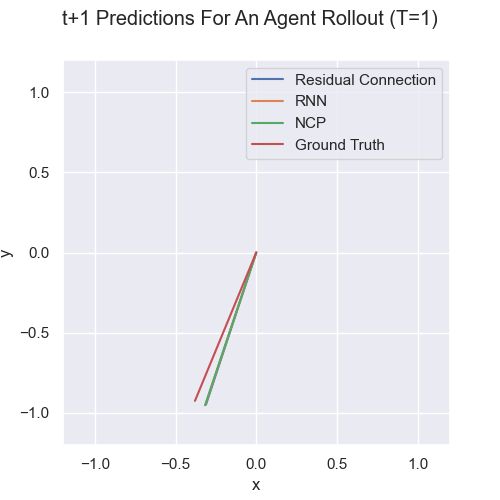 t+1 Predictions For An Agent Rollout (T=1)
Residual Connection
RNN
NCP
Ground Truth
1.0
0.5
0.0
−0.5
−1.0
y
−1.0 −0.5 0.0 0.5 1.0
x